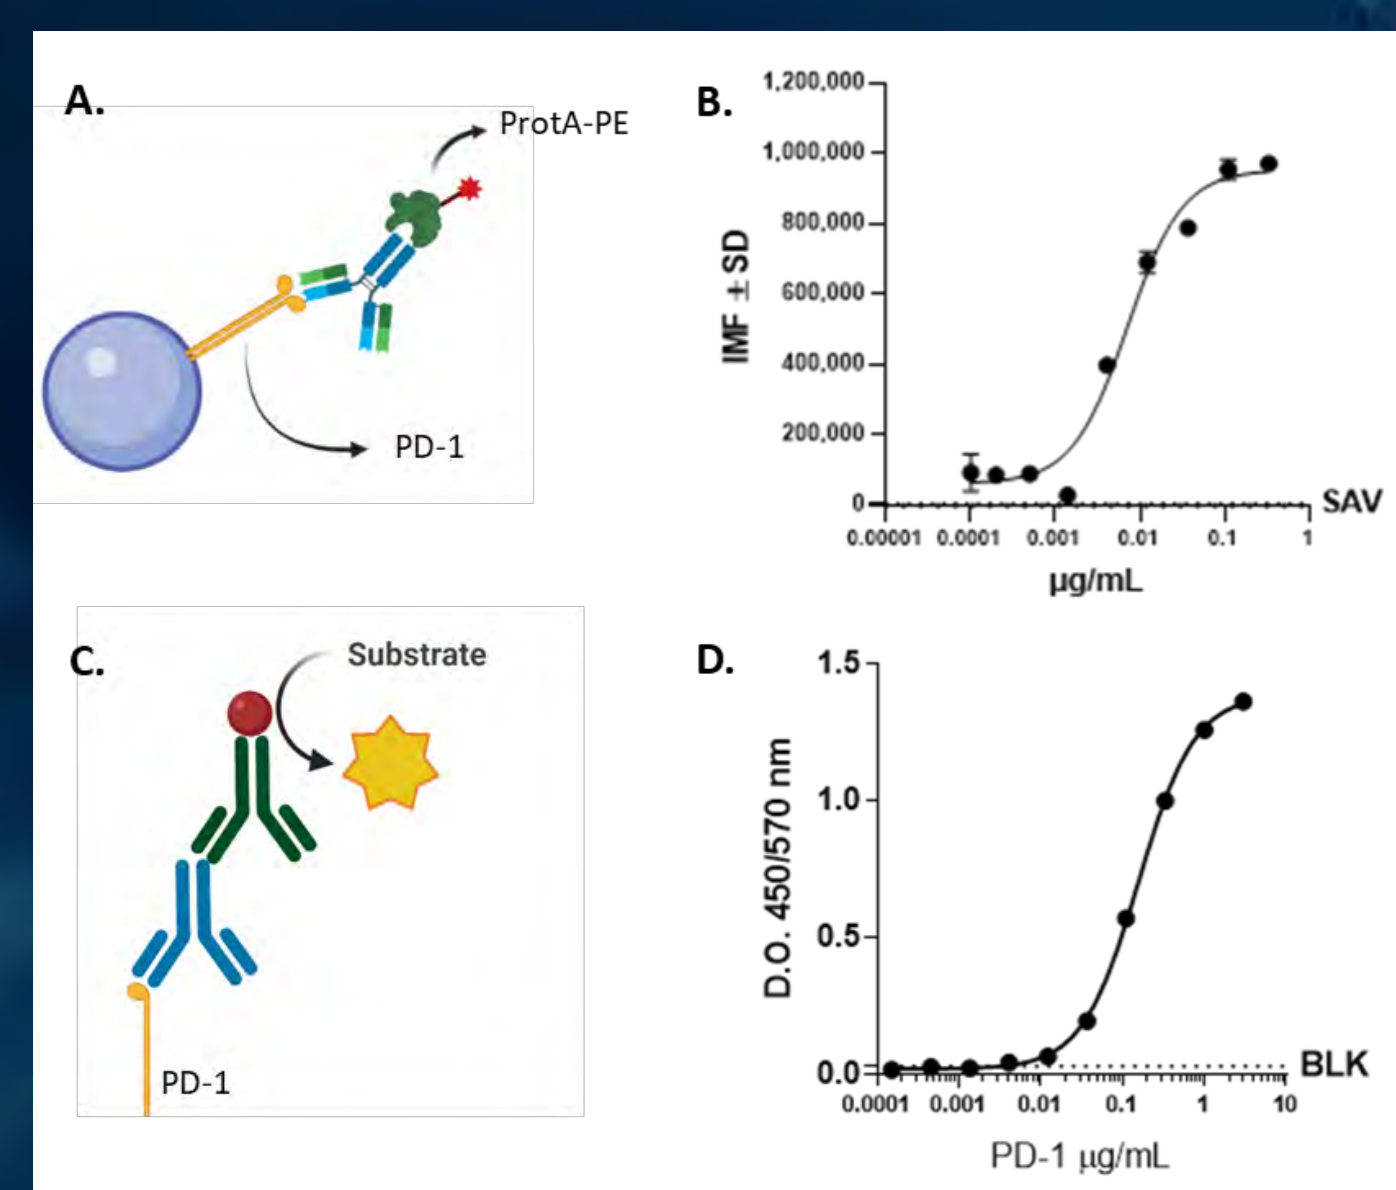 A.
ProtA-PE
PD-1
B.
1,200,000
1,000,000
800,000
600,000
400,000
200,000
0
IMF ± SD
SAV
0.00001 0.0001 0.001 0.01 0.1 1
µg/mL
C.
Substrate
PD-1
D.
1.5
1.0
0.5
0.0
D.O. 450/570 nm
BLK
0.0001 0.001 0.01 0.1 1 10
PD-1 µg/mL